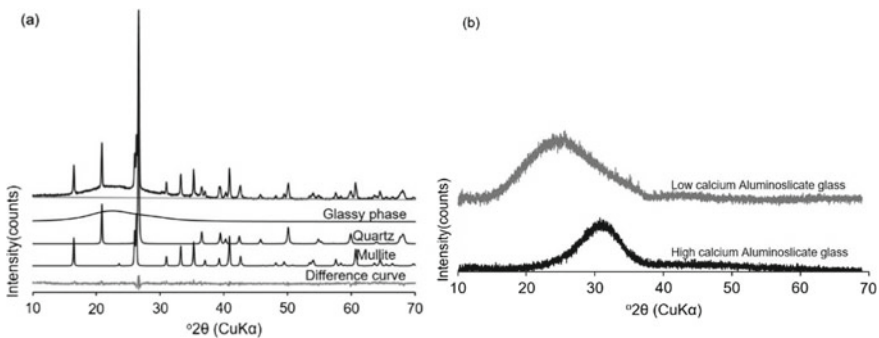 (a)
Intensity(counts)
Glassy phase
Quartz
Mullite
Difference curve
10 20 30 40 50 60 70
°2θ (CuKα)
(b)
Intensity(counts)
Low calcium Aluminoslicate glass
High calcium Aluminoslicate glass
10 20 30 40 50 60 70
°2θ (CuKα)